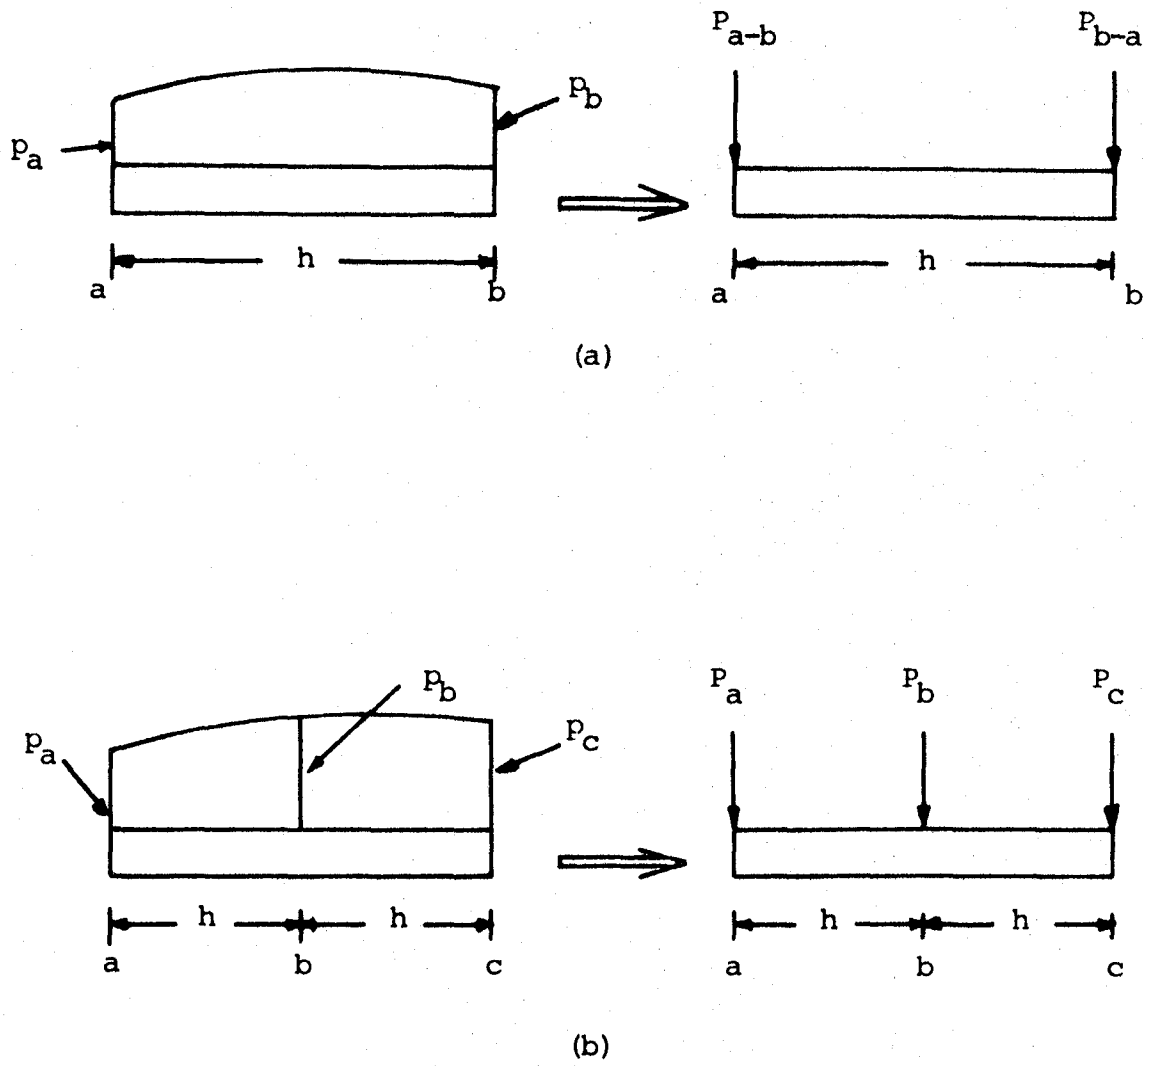 P_a-b P_b-a
p_b
p_a
h h
a b a b
(a)
p_b P_a P_b P_c
p_a p_c
h h h h
a b c a b c
(b)